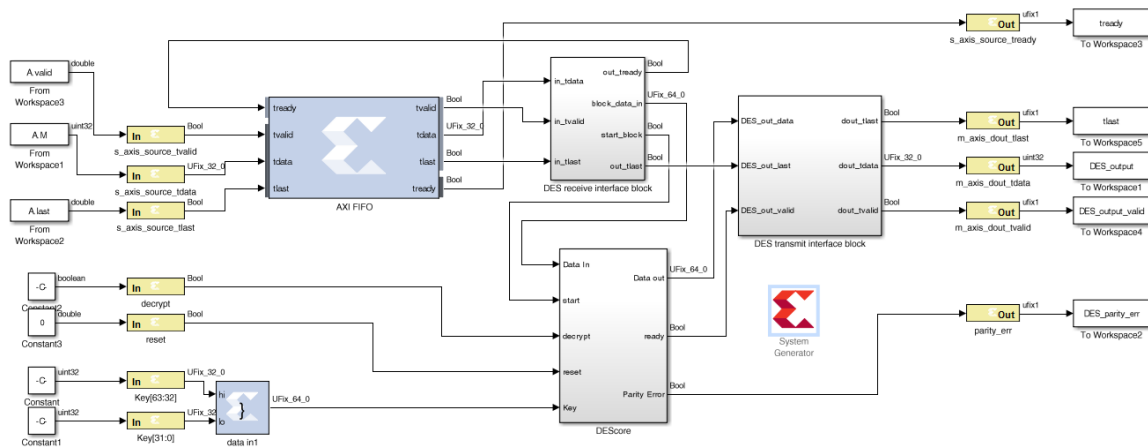 ufix1
Out
s_axis_source_tready
tready
To Workspace3
double
A.valid
From
Workspace3
In
Bool
s_axis_source_tvalid
uint32
A.M
From
Workspace1
In
UFix_32_0
s_axis_source_tdata
double
A.last
From
Workspace2
In
Bool
s_axis_source_tlast
tready
tvalid
tdata
tlast
tvalid
tdata
tlast
tready
Bool
UFix_32_0
Bool
Bool
AXI FIFO
in_tdata
in_tvalid
in_tlast
out_tready
block_data_in
start_block
out_tlast
Bool
UFix_64_0
Bool
Bool
DES receive interface block
DES_out_data
DES_out_last
DES_out_valid
dout_tlast
dout_tdata
dout_tvalid
Bool
UFix_32_0
Bool
DES transmit interface block
Out
ufix1
m_axis_dout_tlast
tlast
To Workspace5
Out
uint32
m_axis_dout_tdata
DES_output
To Workspace1
Out
ufix1
m_axis_dout_tvalid
DES_output_valid
To Workspace4
boolean
-C-
Constant2
In
Bool
decrypt
double
0
Constant3
In
Bool
reset
uint32
-C-
Constant
In
UFix_32_0
Key[63:32]
uint32
-C-
Constant1
In
UFix_32
Key[31:0]
hi
lo
}
UFix_64_0
data in1
Data In
start
decrypt
reset
Key
Data out
ready
Parity Error
UFix_64_0
Bool
Bool
DEScore
System
Generator
Out
ufix1
parity_err
DES_parity_err
To Workspace2